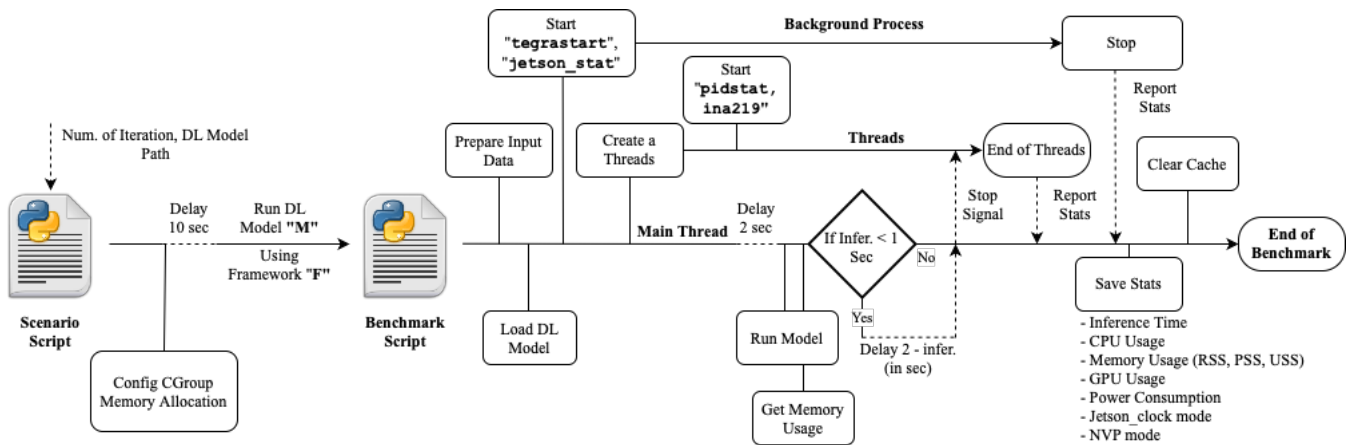 Num. of Iteration, DL Model
Path
Scenario
Script
Config CGroup
Memory Allocation
Delay
10 sec
Run DL
Model "M"
Using
Framework "F"
Benchmark
Script
Prepare Input
Data
Load DL
Model
Start
"tegrastart",
"jetson_stat"
Background Process
Stop
Create a
Threads
Start
"pidstat,
ina219"
Threads
End of Threads
Main Thread
Delay
2 sec
Run Model
Get Memory
Usage
If Infer. < 1
Sec
No
Yes
Delay 2 - infer.
(in sec)
Stop
Signal
Report
Stats
Report
Stats
Clear Cache
Save Stats
- Inference Time
- CPU Usage
- Memory Usage (RSS, PSS, USS)
- GPU Usage
- Power Consumption
- Jetson_clock mode
- NVP mode
End of
Benchmark